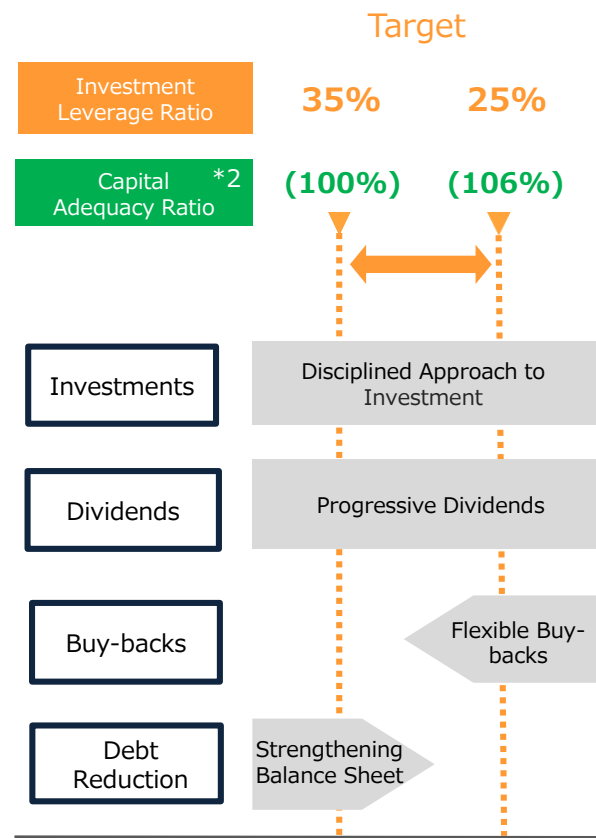 Target
Investment
Leverage Ratio
35%
25%
Capital *2
Adequacy Ratio
(100%)
(106%)
Investments
Disciplined Approach to
Investment
Dividends
Progressive Dividends
Buy-backs
Flexible Buy-
backs
Debt
Reduction
Strengthening
Balance Sheet